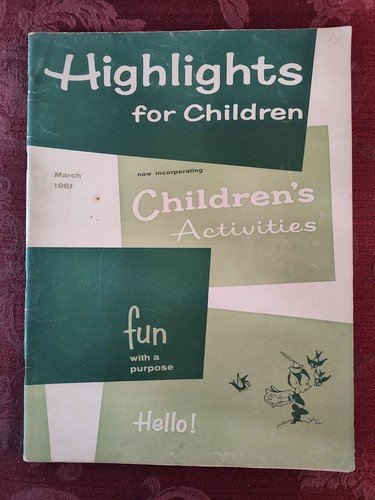 Highlights
for Children
March
1961
now incorporating
Children's
Activities
fun
with a
purpose
Hello!